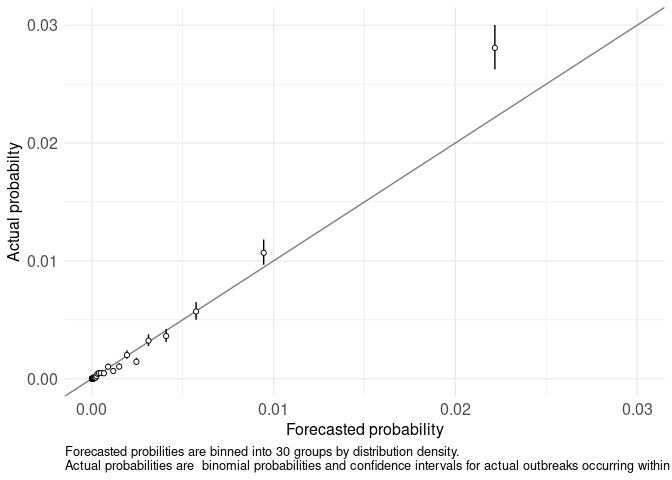 0.03
0.02
0.01
0.00
Actual probabilty
0.00 0.01 0.02 0.03
Forecasted probability
Forecasted probilities are binned into 30 groups by distribution density.
Actual probabilities are  binomial probabilities and confidence intervals for actual outbreaks occurring within